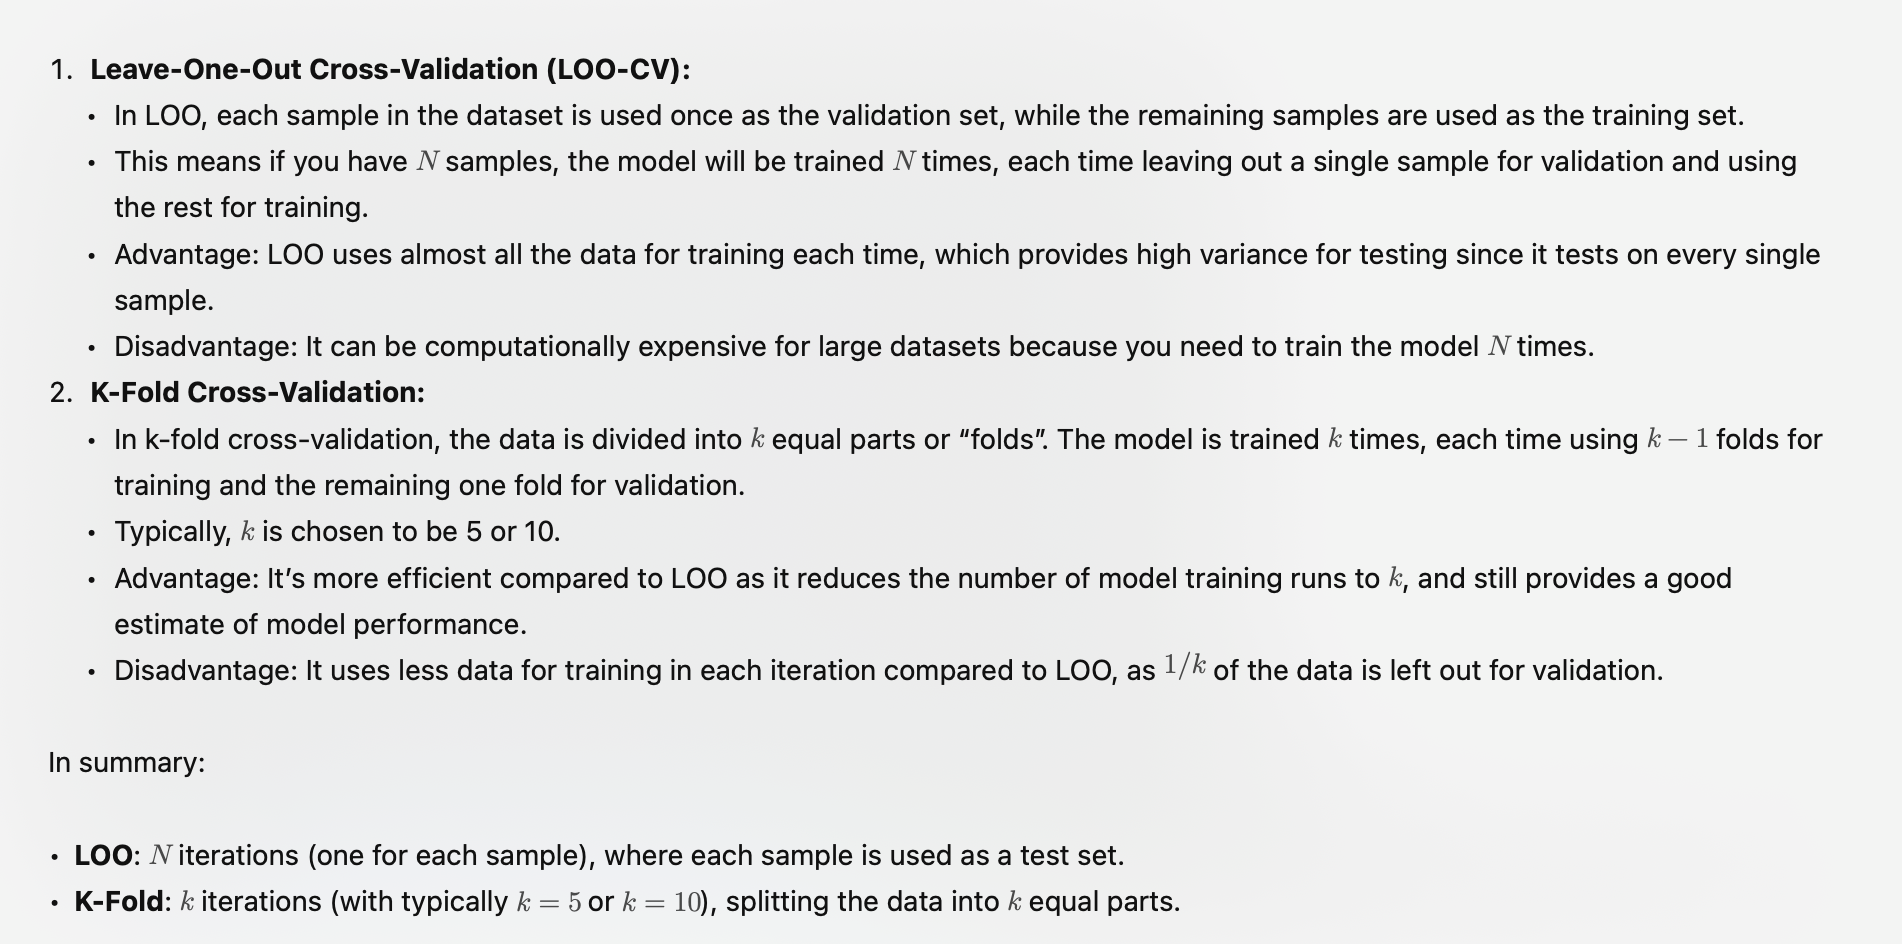 1. Leave-One-Out Cross-Validation (LOO-CV):
• In LOO, each sample in the dataset is used once as the validation set, while the remaining samples are used as the training set.
• This means if you have N samples, the model will be trained N times, each time leaving out a single sample for validation and using
the rest for training.
• Advantage: LOO uses almost all the data for training each time, which provides high variance for testing since it tests on every single
sample.
• Disadvantage: It can be computationally expensive for large datasets because you need to train the model N times.
2. K-Fold Cross-Validation:
• In k-fold cross-validation, the data is divided into k equal parts or “folds”. The model is trained k times, each time using k − 1 folds for
training and the remaining one fold for validation.
• Typically, k is chosen to be 5 or 10.
• Advantage: It’s more efficient compared to LOO as it reduces the number of model training runs to k, and still provides a good
estimate of model performance.
• Disadvantage: It uses less data for training in each iteration compared to LOO, as 1/k of the data is left out for validation.
In summary:
• LOO: N iterations (one for each sample), where each sample is used as a test set.
• K-Fold: k iterations (with typically k = 5 or k = 10), splitting the data into k equal parts.